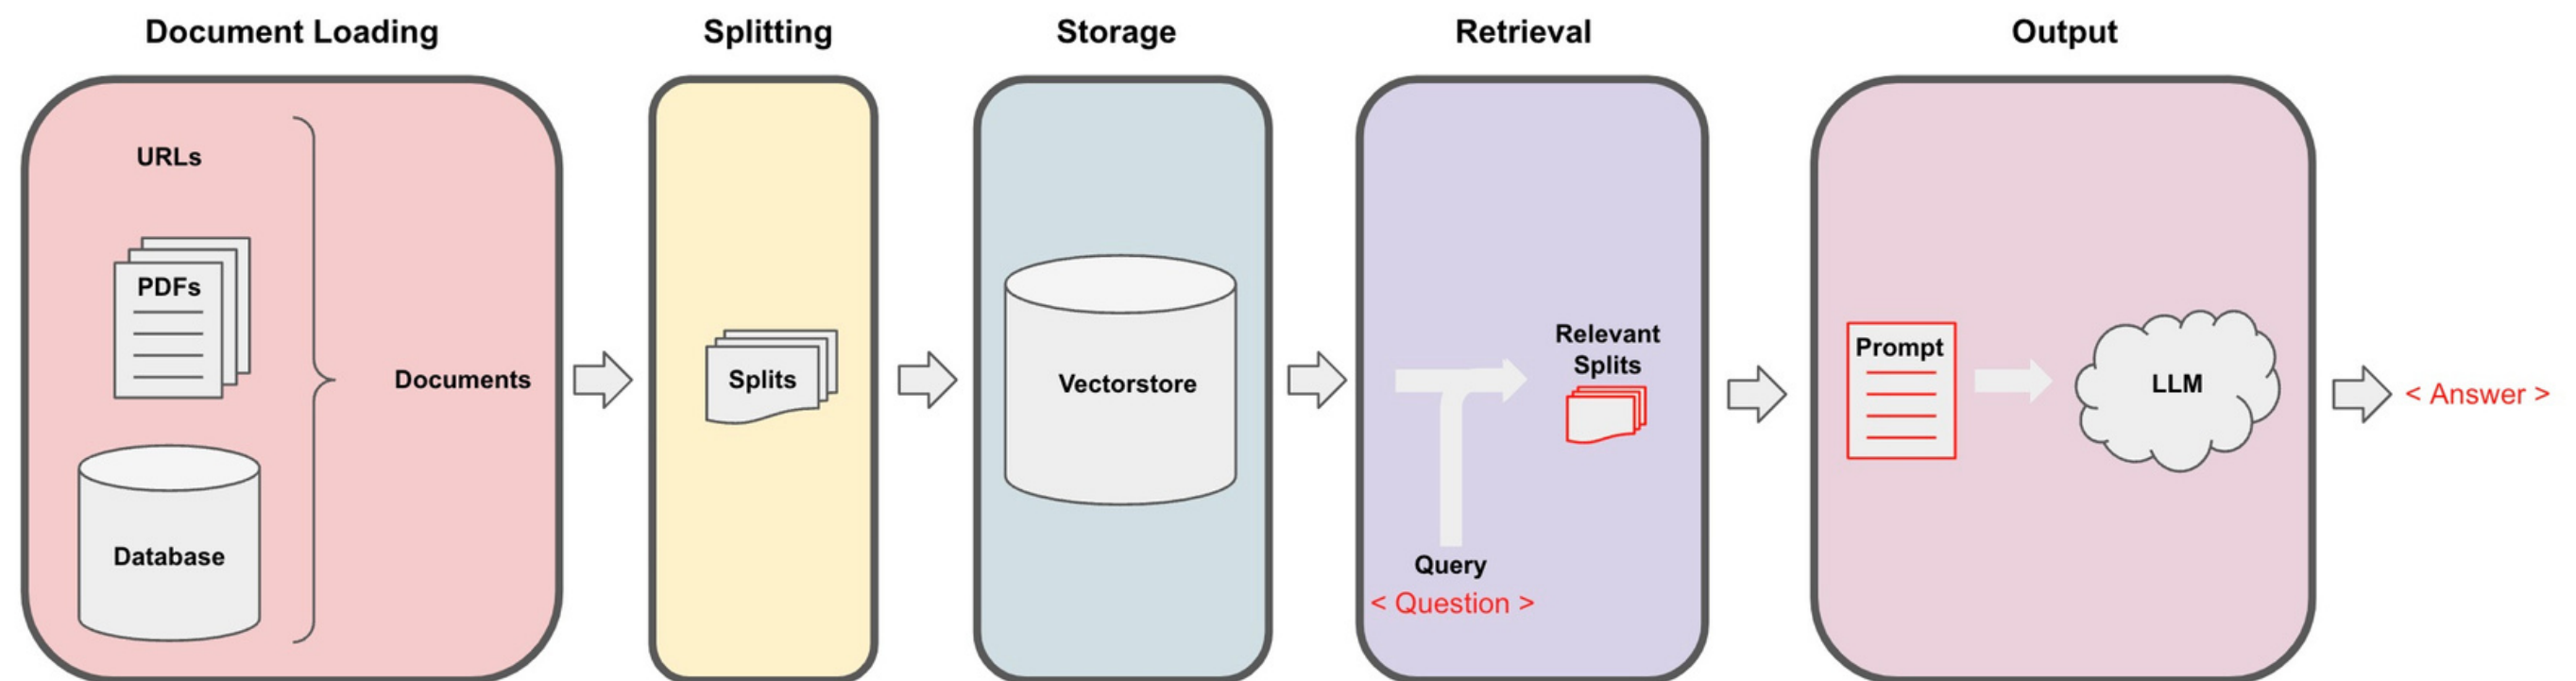 Document Loading
Splitting
Storage
Retrieval
Output
URLs
PDFs
Database
Documents
Splits
Vectorstore
Relevant
Splits
Query
< Question >
Prompt
LLM
< Answer >